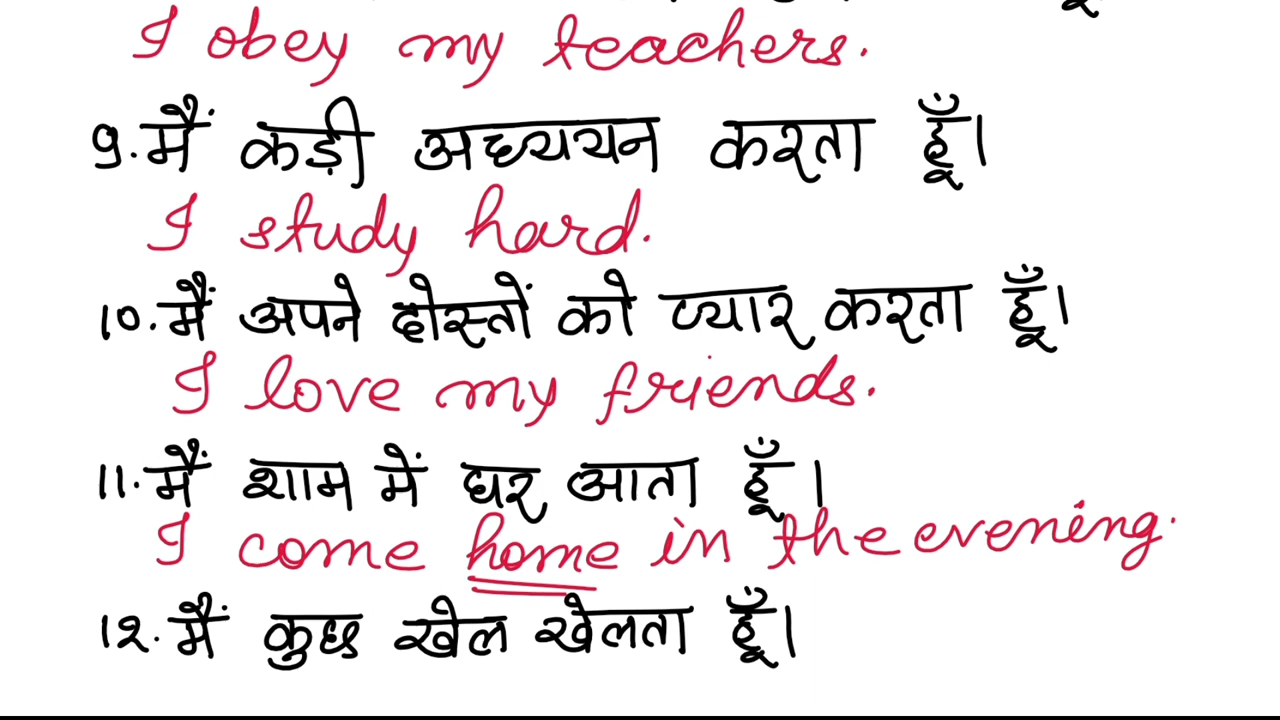 I obey my teachers.
9. मैं कड़ी अध्ययन करता हूँ।
I study hard.
10. मैं अपने दोस्तों को प्यार करता हूँ।
I love my friends.
11. मैं शाम में घर आता हूँ।
I come home in the evening.
12. मैं कुछ खेल खेलता हूँ।